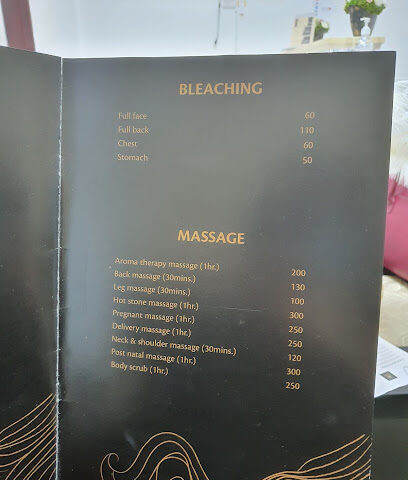 BLEACHING
Full face 60
Full back 110
Chest 60
Stomach 50
MASSAGE
Aroma therapy massage (1hr.) 200
Back massage (30mins.) 130
Leg massage (30mins.) 100
Hot stone massage (1hr.) 300
Pregnant massage (1hr.) 250
Delivery massage (1hr.) 250
Neck & shoulder massage (30mins.) 120
Post natal massage (1hr.) 300
Body scrub (1hr.) 250